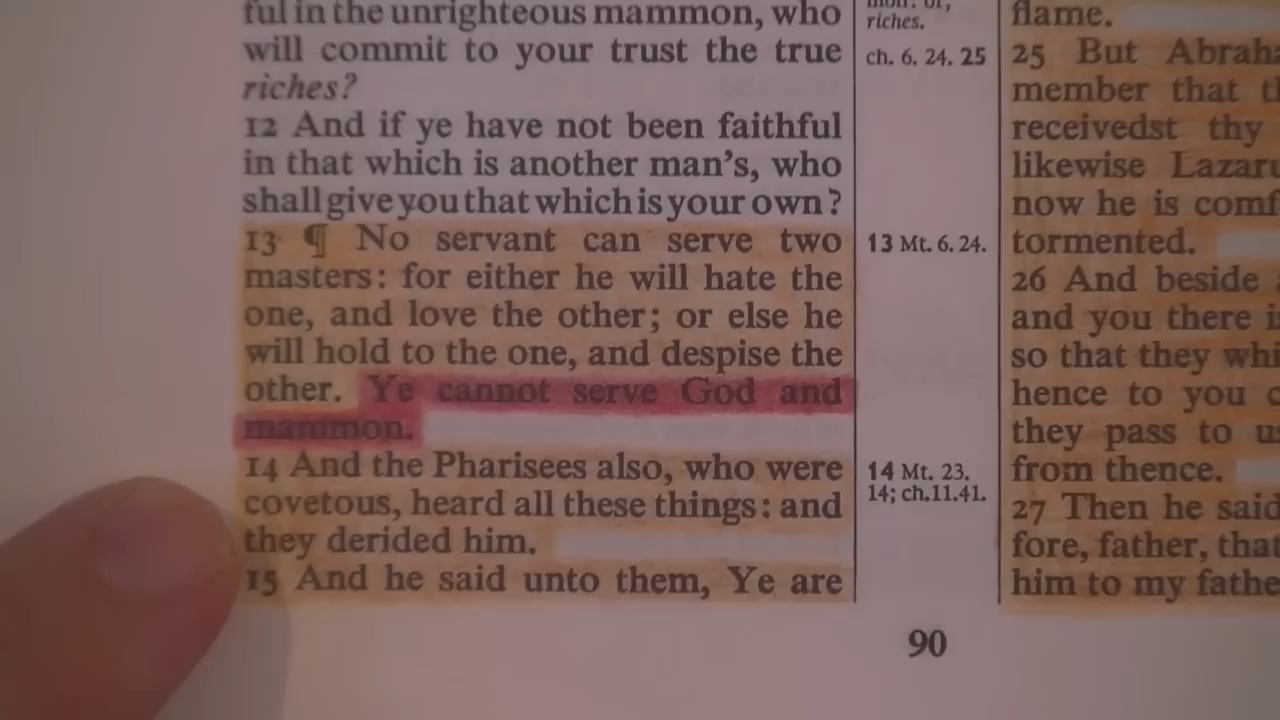 ful in the unrighteous mammon, who
will commit to your trust the true
riches?
12 And if ye have not been faithful
in that which is another man's, who
shall give you that which is your own?
13 ¶ No servant can serve two
masters: for either he will hate the
one, and love the other; or else he
will hold to the one, and despise the
other. Ye cannot serve God and
mammon.
14 And the Pharisees also, who were
covetous, heard all these things: and
they derided him.
15 And he said unto them, Ye are
riches.
ch. 6. 24. 25
13 Mt. 6. 24.
14 Mt. 23.
14; ch.11.41.
flame.
25 But
member that
receivedst thy
likewise
now he is
tormented.
26 And beside
and you there
so that they
hence to you
they pass to
from thence.
27 Then he said
fore, father, that
him to my
90